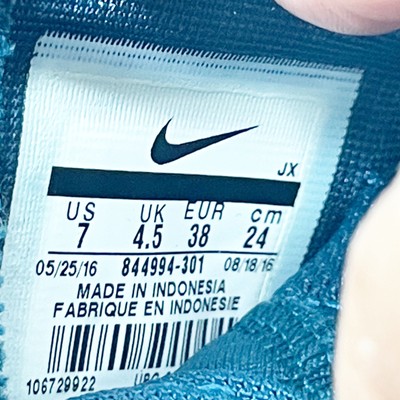 JX
US UK EUR cm
7 4.5 38 24
05/25/16 844994-301 08/18/16
MADE IN INDONESIA
FABRIQUE EN INDONESIE
106729922